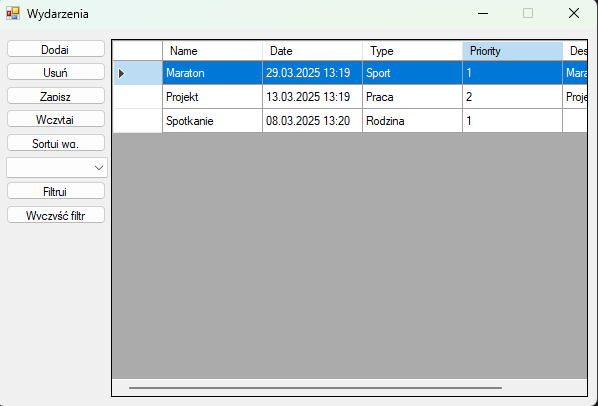 Wydarzenia
Dodaj
Usuń
Zapisz
Wczytaj
Sortuj wg.
Filtruj
Wyczyść filtr
Name Date Type Priority Des
Maraton 29.03.2025 13:19 Sport 1 Mara
Projekt 13.03.2025 13:19 Praca 2 Proje
Spotkanie 08.03.2025 13:20 Rodzina 1